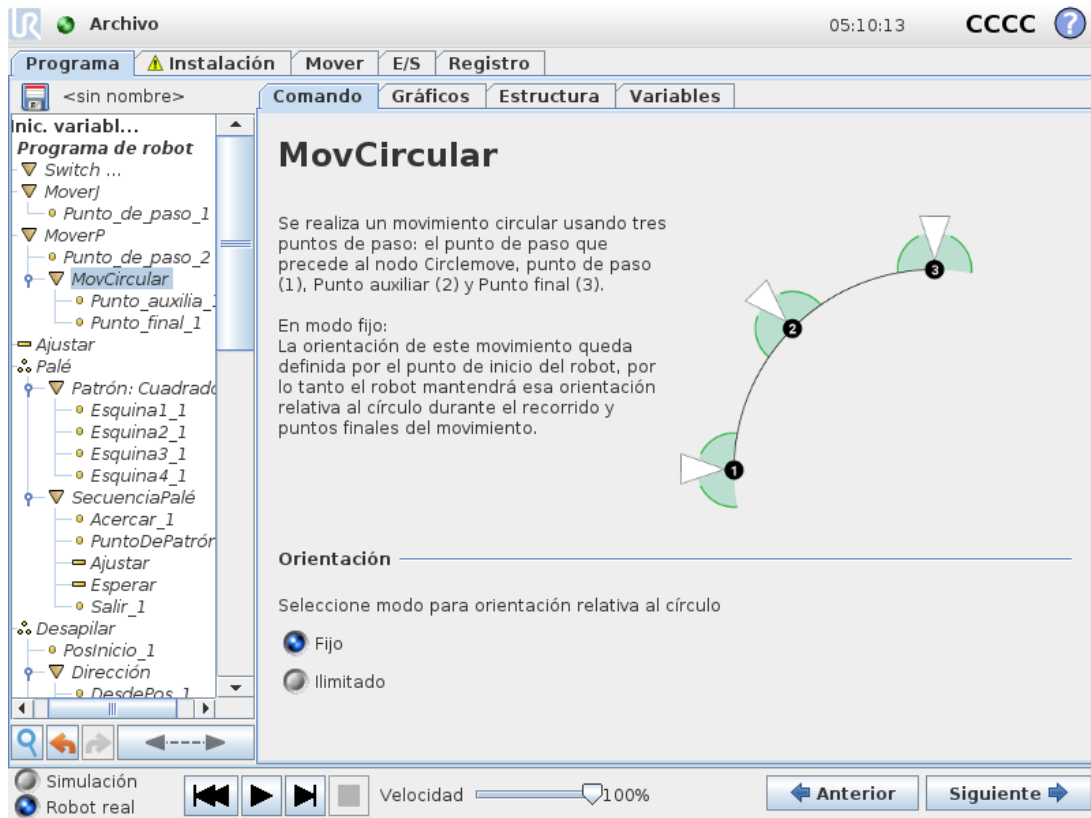 UR Archivo 05:10:13 CCCC ?
Programa Instalación Mover E/S Registro
<sin nombre>
Comando Gráficos Estructura Variables
Inic. variabl...
Programa de robot
Switch ...
MoverJ
Punto_de_paso_1
MoverP
Punto_de_paso_2
MovCircular
Punto_auxilia_
Punto_final_1
Ajustar
Palé
Patrón: Cuadrado
Esquina1_1
Esquina2_1
Esquina3_1
Esquina4_1
SecuenciaPalé
Acercar_1
PuntoDePatrór
Ajustar
Esperar
Salir_1
Desapilar
PosInicio_1
Dirección
DesdePos_1
MovCircular
Se realiza un movimiento circular usando tres
puntos de paso: el punto de paso que
precede al nodo Circlemove, punto de paso
(1), Punto auxiliar (2) y Punto final (3).
En modo fijo:
La orientación de este movimiento queda
definida por el punto de inicio del robot, por
lo tanto el robot mantendrá esa orientación
relativa al círculo durante el recorrido y
puntos finales del movimiento.
3
2
1
Orientación
Seleccione modo para orientación relativa al círculo
Fijo
Ilimitado
Simulación
Robot real
Velocidad 100%
Anterior Siguiente